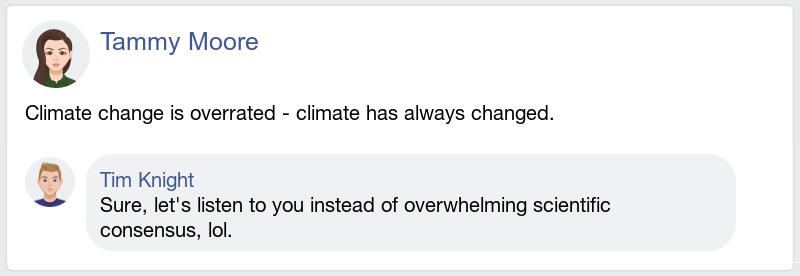 Tammy Moore
Climate change is overrated - climate has always changed.
Tim Knight
Sure, let's listen to you instead of overwhelming scientific
consensus, lol.